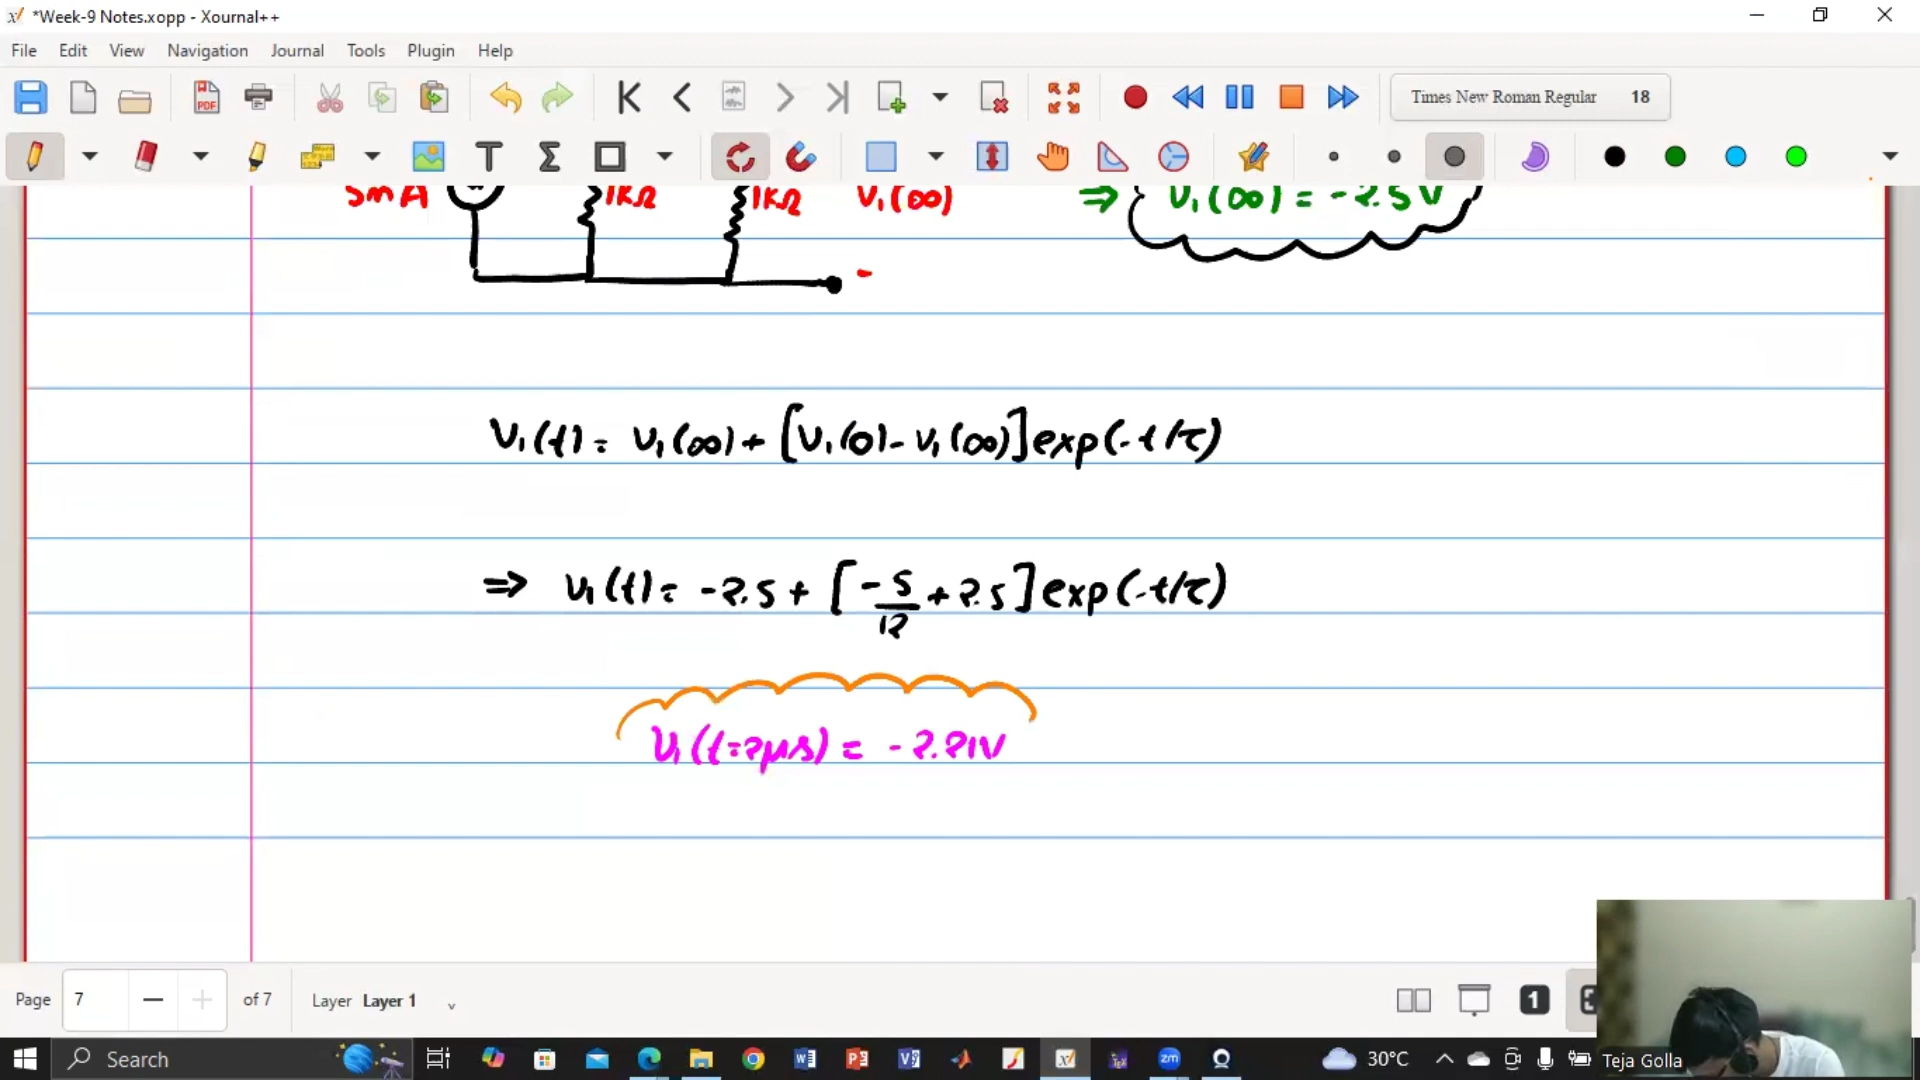 *Week-9 Notes.xopp - Xournal++
File Edit View Navigation Journal Tools Plugin Help
PDF
Times New Roman Regular 18
5mA 1kΩ 1kΩ V₁(∞) ⇒ V₁(∞) = -2.5V
-
V₁(t) = V₁(∞) + [V₁(0) - V₁(∞)] exp(-t/τ)
⇒ V₁(t) = -2.5 + [-5/12 + 2.5] exp(-t/τ)
V₁(t=2μs) = -2.21V
Page 7 of 7 Layer Layer 1
1
Search
30°C
Teja Golla